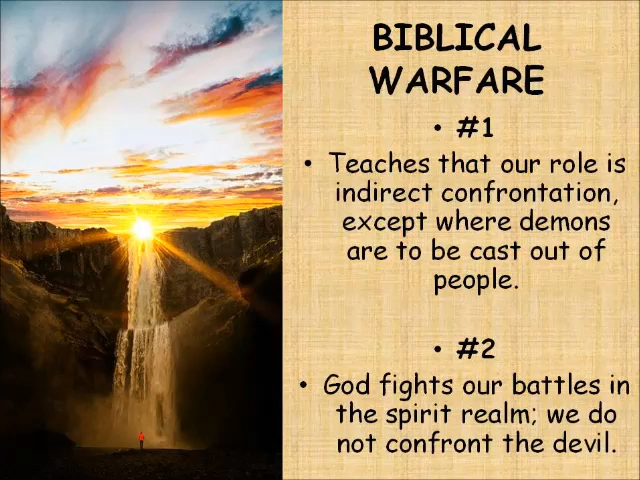 BIBLICAL
WARFARE
• #1
• Teaches that our role is
indirect confrontation,
except where demons
are to be cast out of
people.
• #2
• God fights our battles in
the spirit realm; we do
not confront the devil.